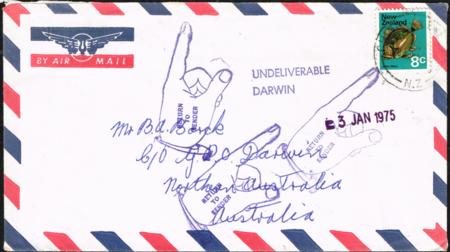 New
Zealand
8c
N.Z
BY AIR MAIL
UNDELIVERABLE
DARWIN
3 JAN 1975
RETURN
TO
SENDER
RETURN
TO
SENDER
RETURN
TO
SENDER
Mr B.A.
C/O G.P.O. Darwin
Northern Australia
Australia